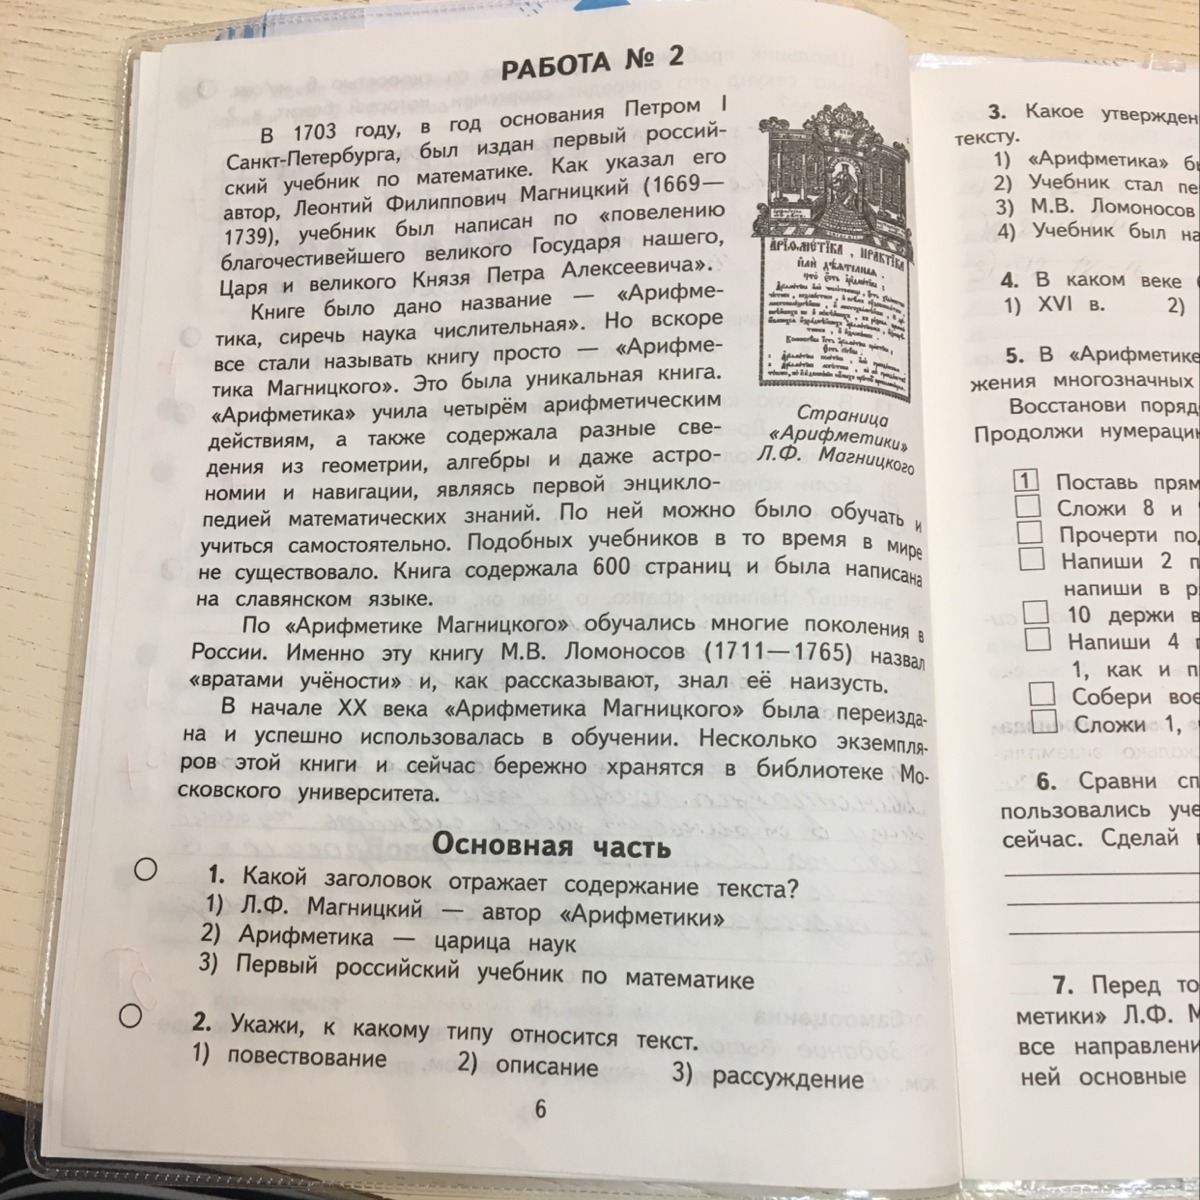 РАБОТА № 2
В 1703 году, в год основания Петром I
Санкт-Петербурга, был издан первый россий-
ский учебник по математике. Как указал его
автор, Леонтий Филиппович Магницкий (1669—
1739), учебник был написан по «повелению
благочестивейшего великого Государя нашего,
Царя и великого Князя Петра Алексеевича».
Книге было дано название — «Арифме-
тика, сиречь наука числительная». Но вскоре
все стали называть книгу просто — «Арифме-
тика Магницкого». Это была уникальная книга.
«Арифметика» учила четырём арифметическим
действиям, а также содержала разные све-
дения из геометрии, алгебры и даже астро-
номии и навигации, являясь первой энцикло-
педией математических знаний. По ней можно было обучать и
учиться самостоятельно. Подобных учебников в то время в мире
не существовало. Книга содержала 600 страниц и была написана
на славянском языке.
По «Арифметике Магницкого» обучались многие поколения в
России. Именно эту книгу М.В. Ломоносов (1711—1765) назвал
«вратами учёности» и, как рассказывают, знал её наизусть.
В начале XX века «Арифметика Магницкого» была переизда-
на и успешно использовалась в обучении. Несколько экземпля-
ров этой книги и сейчас бережно хранятся в библиотеке Мо-
сковского университета.
Страница
«Арифметики»
Л.Ф. Магницкого
Основная часть
1. Какой заголовок отражает содержание текста?
1) Л.Ф. Магницкий — автор «Арифметики»
2) Арифметика — царица наук
3) Первый российский учебник по математике
2. Укажи, к какому типу относится текст.
1) повествование 2) описание 3) рассуждение
6
3. Какое утвержден
тексту.
1) «Арифметика» б
2) Учебник стал пе
3) М.В. Ломоносов
4) Учебник был на
4. В каком веке
1) XVI в. 2)
5. В «Арифметике
жения многозначных
Восстанови поряд
Продолжи нумераци
1 Поставь прям
Сложи 8 и
Прочерти по
Напиши 2 п
напиши в р
10 держи в
Напиши 4
1, как и п
Собери вое
Сложи 1,
6. Сравни сп
пользовались уче
сейчас. Сделай
7. Перед то
метики» Л.Ф. М
все направлени
ней основные